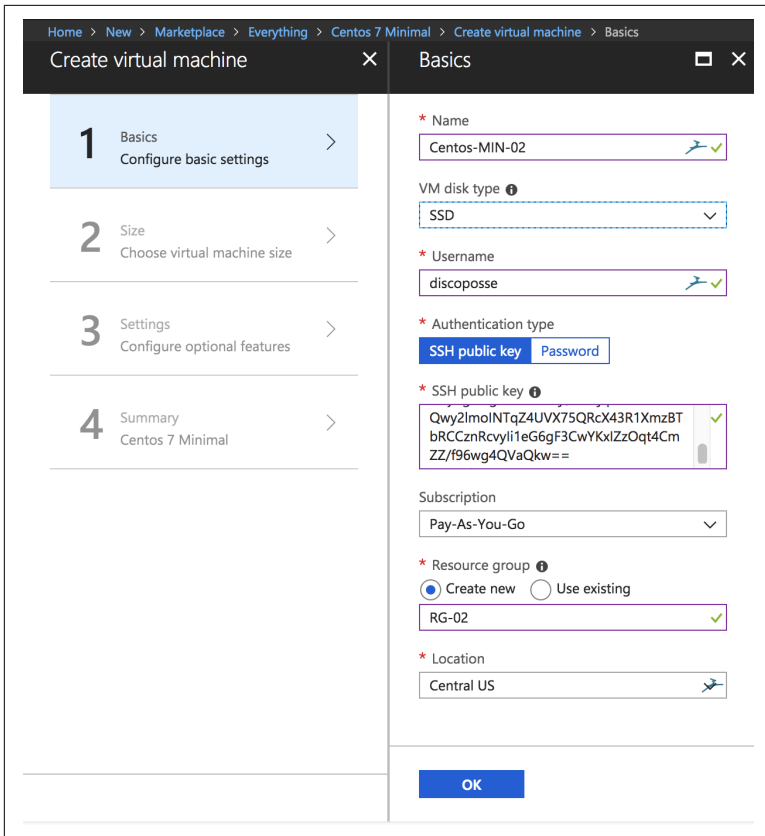 Home > New > Marketplace > Everything > Centos 7 Minimal > Create virtual machine > Basics
Create virtual machine
1
Basics
Configure basic settings
2
Size
Choose virtual machine size
3
Settings
Configure optional features
4
Summary
Centos 7 Minimal
Basics
* Name
Centos-MIN-02
VM disk type
SSD
* Username
discoposse
* Authentication type
SSH public key Password
* SSH public key
Qwy2ImoINTqZ4UVX75QRcX43R1XmzBT
bRCCznRcvyIi1eG6gF3CwYKxIZzOqt4Cm
ZZ/f96wg4QVaQkw==
Subscription
Pay-As-You-Go
* Resource group
Create new Use existing
RG-02
* Location
Central US
OK